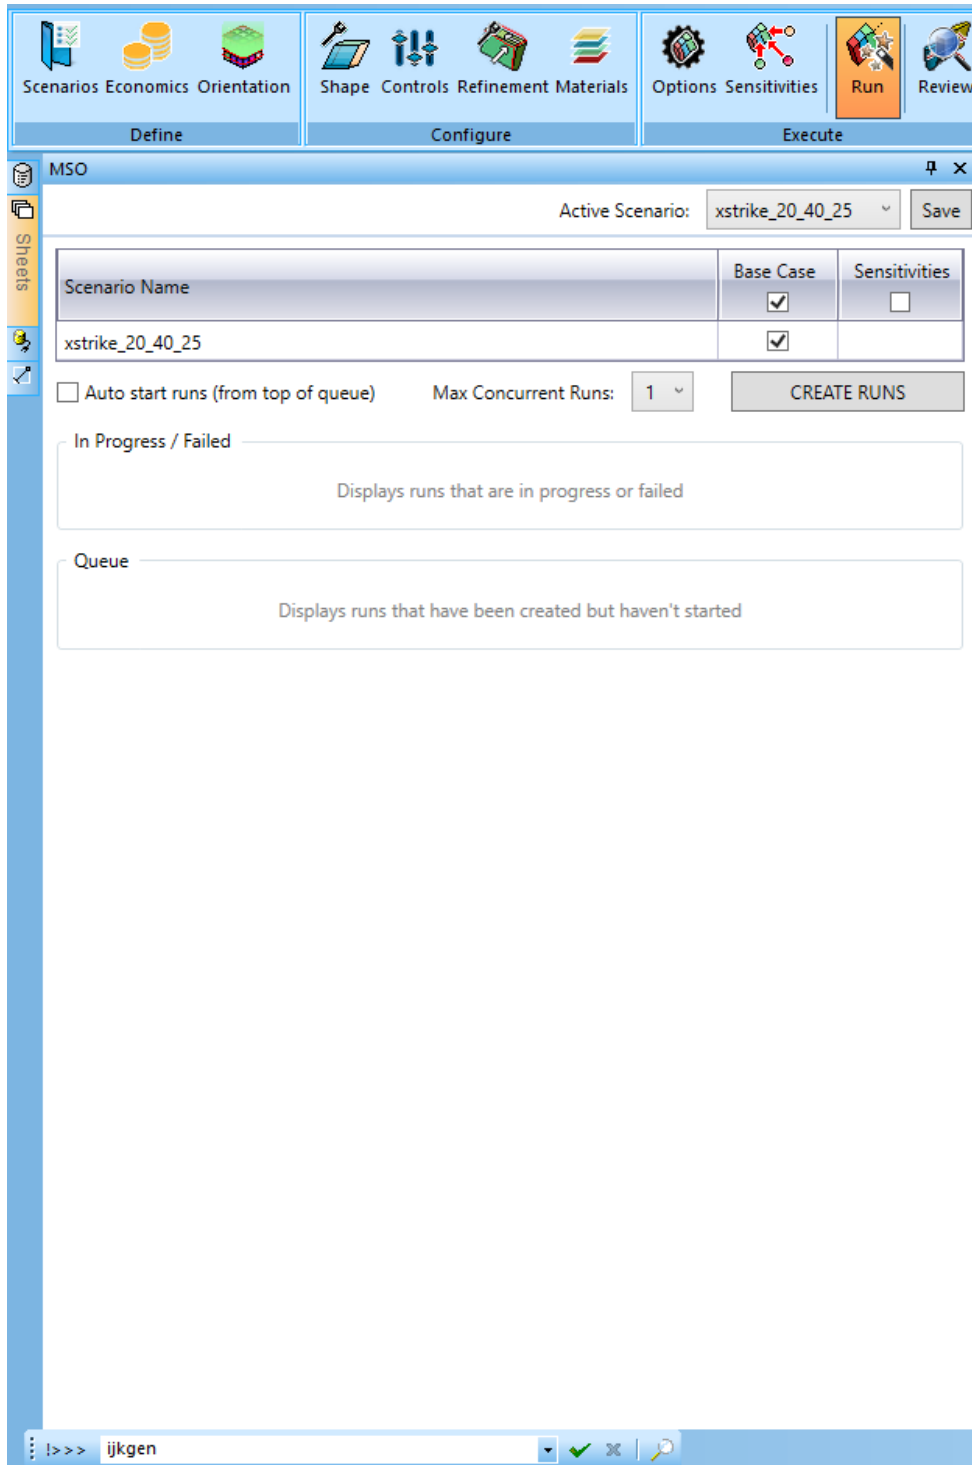 Scenarios Economics Orientation Shape Controls Refinement Materials Options Sensitivities Run Review
Define Configure Execute
MSO
Sheets
Active Scenario: xstrike_20_40_25 Save
Scenario Name Base Case Sensitivities
xstrike_20_40_25
Auto start runs (from top of queue) Max Concurrent Runs: 1 CREATE RUNS
In Progress / Failed
Displays runs that are in progress or failed
Queue
Displays runs that have been created but haven't started
!>>> ijkgen